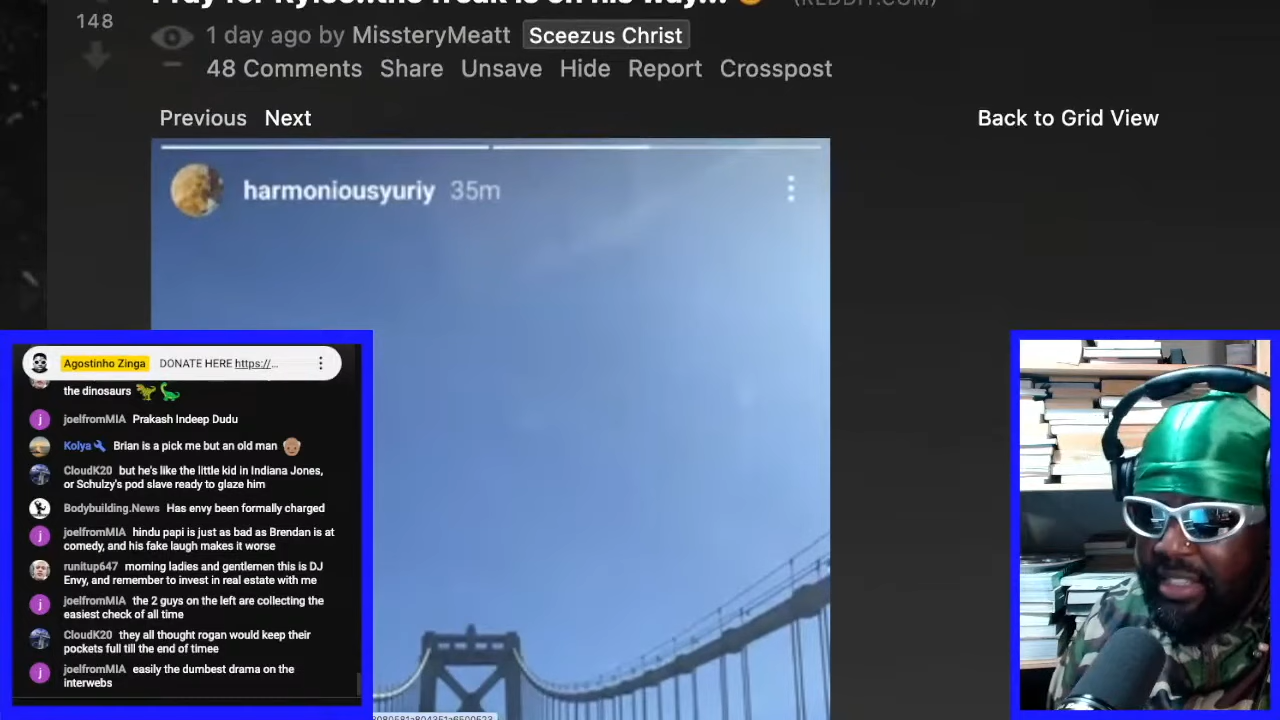 148
(REDDIT.COM)
1 day ago by MissteryMeatt Sceezus Christ
48 Comments Share Unsave Hide Report Crosspost
Previous Next
Back to Grid View
harmoniousyuriy 35m
Agostinho Zinga DONATE HERE https://...
the dinosaurs
joelfromMIA Prakash Indeep Dudu
Kolya Brian is a pick me but an old man
CloudK20 but he's like the little kid in Indiana Jones,
or Schulzy's pod slave ready to glaze him
Bodybuilding.News Has envy been formally charged
joelfromMIA hindu papi is just as bad as Brendan is at
comedy, and his fake laugh makes it worse
runitup647 morning ladies and gentlemen this is DJ
Envy, and remember to invest in real estate with me
joelfromMIA the 2 guys on the left are collecting the
easiest check of all time
CloudK20 they all thought rogan would keep their
pockets full till the end of timee
joelfromMIA easily the dumbest drama on the
interwebs